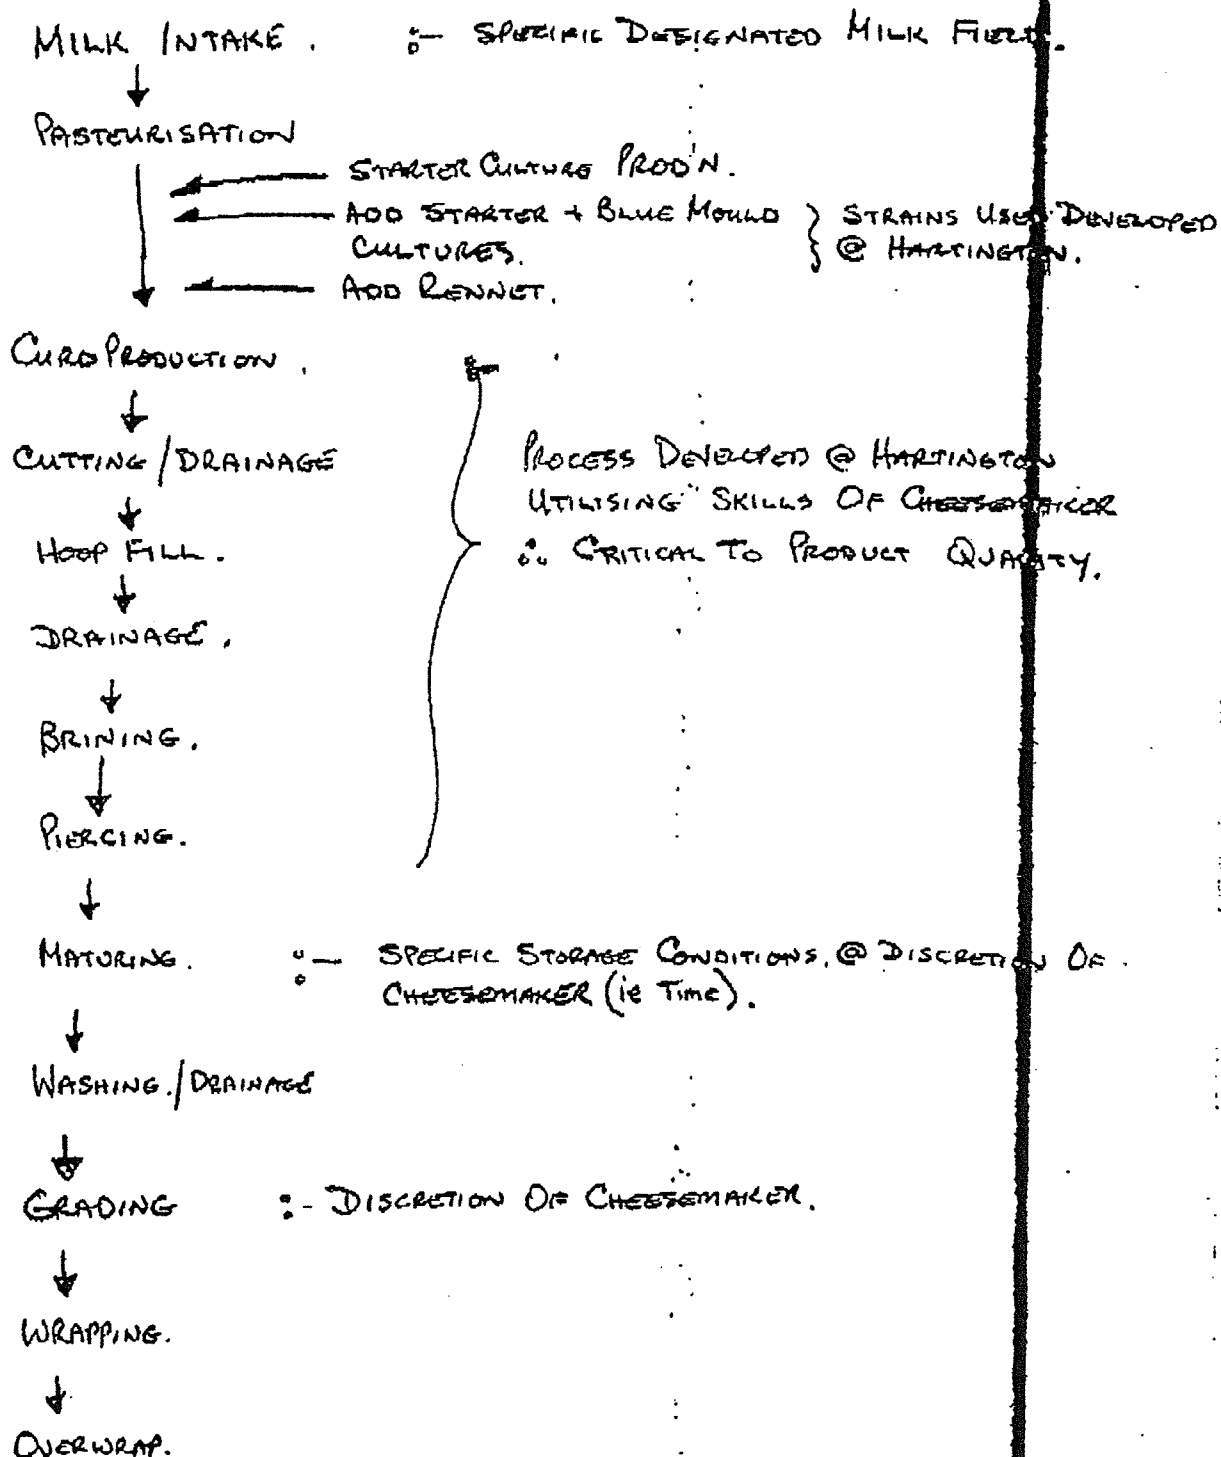 MILK INTAKE. :- SPECIFIC DESIGNATED MILK FIELD.
PASTEURISATION
STARTER CULTURE PROD'N.
ADD STARTER + BLUE MOULD } STRAINS USED DEVELOPED
CULTURES. @ HARTINGTON.
ADD RENNET.
CURD PRODUCTION. :-
CUTTING/DRAINAGE PROCESS DEVELOPED @ HARTINGTON
UTILISING SKILLS OF CHEESEMAKER
HOOP FILL. ∴ CRITICAL TO PRODUCT QUALITY.
DRAINAGE.
BRINING.
PIERCING.
MATURING. :- SPECIFIC STORAGE CONDITIONS, @ DISCRETION OF
CHEESEMAKER (ie TIME).
WASHING./DRAINAGE
GRADING :- DISCRETION OF CHEESEMAKER.
WRAPPING.
OVERWRAP.